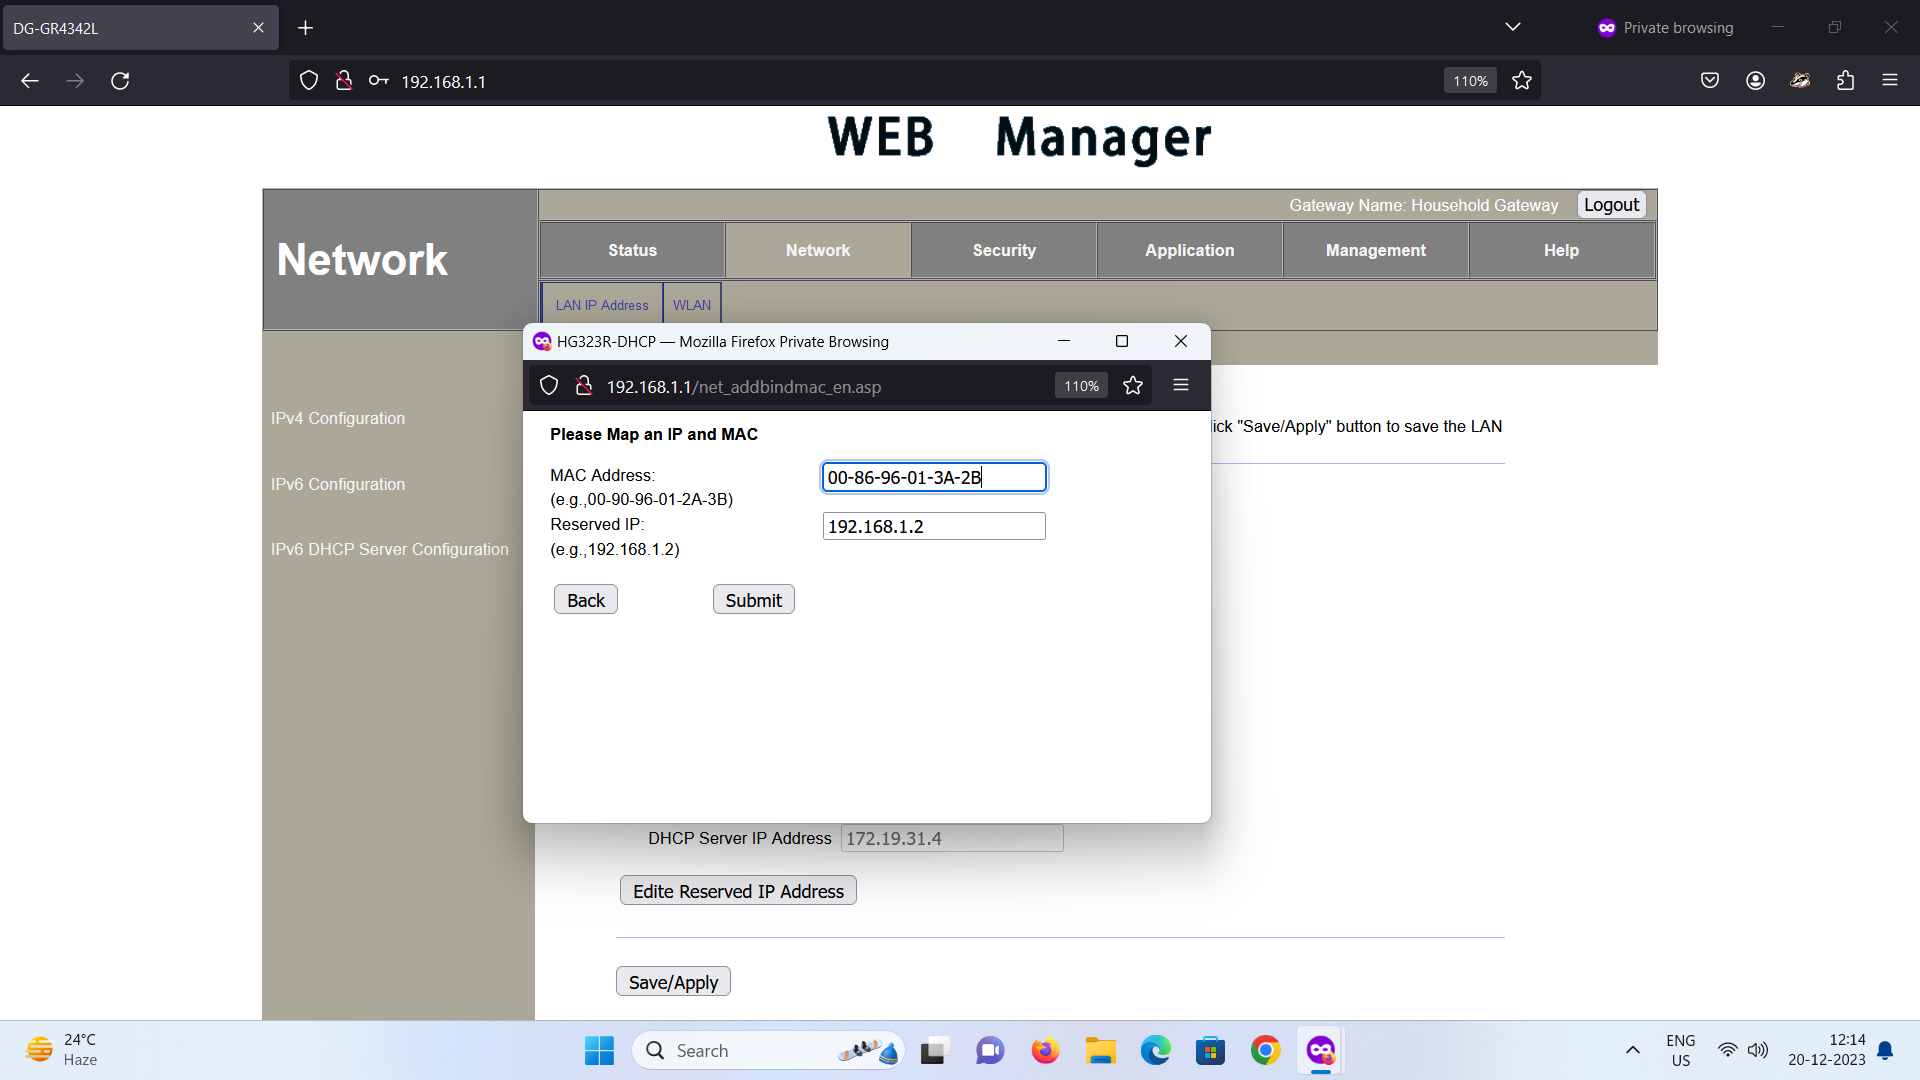 DG-GR4342L
Private browsing
192.168.1.1
110%
WEB Manager
Gateway Name: Household Gateway
Logout
Network
Status
Network
Security
Application
Management
Help
LAN IP Address
WLAN
HG323R-DHCP — Mozilla Firefox Private Browsing
192.168.1.1/net_addbindmac_en.asp
110%
IPv4 Configuration
IPv6 Configuration
IPv6 DHCP Server Configuration
ick "Save/Apply" button to save the LAN
Please Map an IP and MAC
MAC Address:
00-86-96-01-3A-2B
(e.g.,00-90-96-01-2A-3B)
Reserved IP:
192.168.1.2
(e.g.,192.168.1.2)
Back
Submit
DHCP Server IP Address
172.19.31.4
Edite Reserved IP Address
Save/Apply
24°C
Haze
Search
ENG
US
12:14
20-12-2023